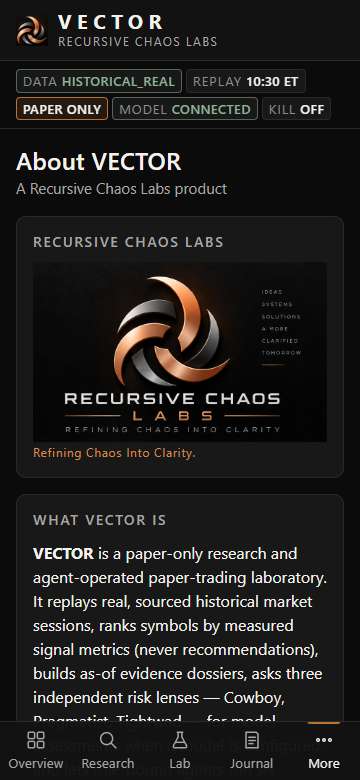 VECTOR
RECURSIVE CHAOS LABS
DATA HISTORICAL_REAL REPLAY 10:30 ET
PAPER ONLY MODEL CONNECTED KILL OFF
About VECTOR
A Recursive Chaos Labs product
RECURSIVE CHAOS LABS
IDEAS
SYSTEMS
SOLUTIONS
A MORE
CLARIFIED
TOMORROW
RECURSIVE CHAOS
LABS
REFINING CHAOS INTO CLARITY
Refining Chaos Into Clarity.
WHAT VECTOR IS
VECTOR is a paper-only research and
agent-operated paper-trading laboratory.
It replays real, sourced historical market
sessions, ranks symbols by measured
signal metrics (never recommendations),
builds as-of evidence dossiers, asks three
independent risk lenses — Cowboy,
Pragmatist, Tightwad — for model
Overview Research Lab Journal More